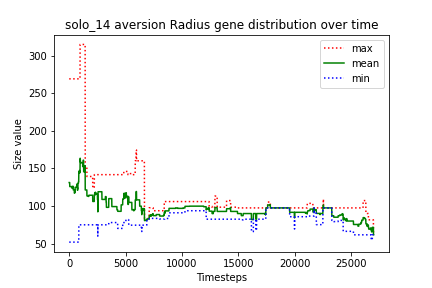 solo_14 aversion Radius gene distribution over time
max
mean
min
Size value
300
250
200
150
100
50
0
5000
10000
15000
20000
25000
Timesteps